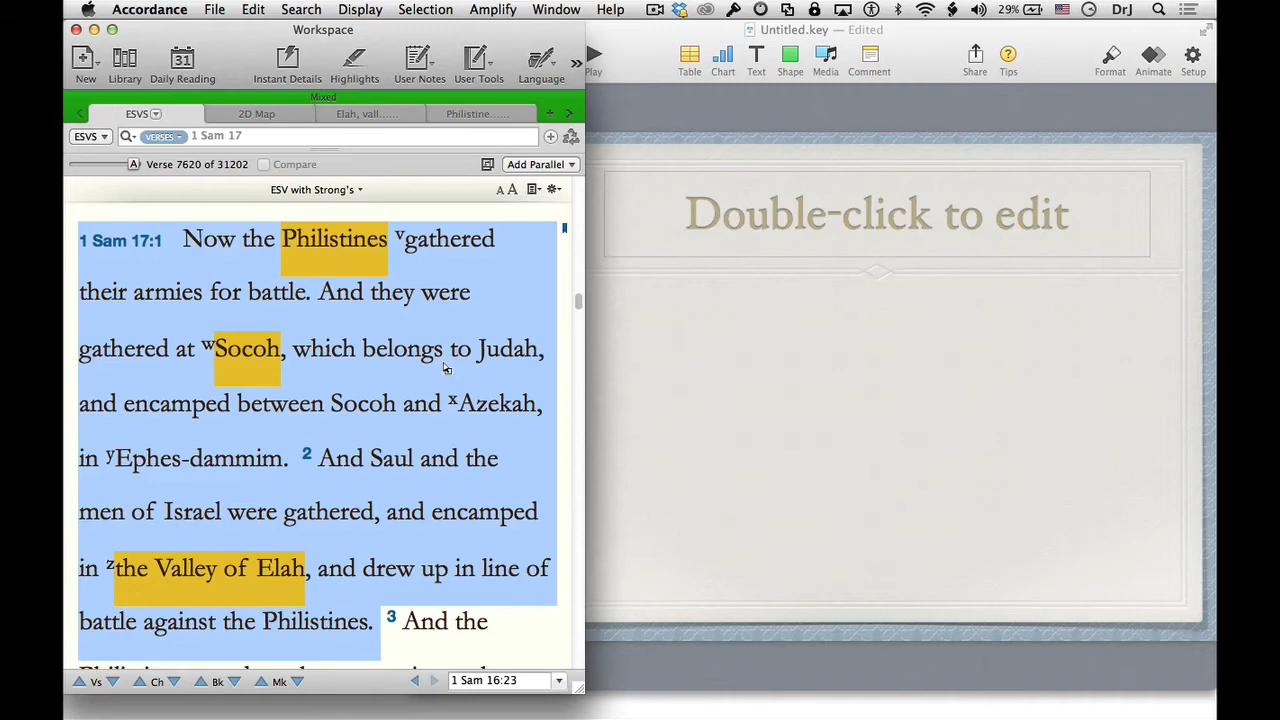 Accordance File Edit Search Display Selection Amplify Window Help 29% DrJ
Workspace
New Library Daily Reading Instant Details Highlights User Notes User Tools Language
31
Mixed
ESVS 2D Map Elah, vall...... Philistine......
ESVS VERSES 1 Sam 17
A Verse 7620 of 31202 Compare Add Parallel
ESV with Strong's A A
1 Sam 17:1 Now the Philistines vgathered
their armies for battle. And they were
gathered at wSocoh, which belongs to Judah,
and encamped between Socoh and xAzekah,
in yEphes-dammim. 2 And Saul and the
men of Israel were gathered, and encamped
in zthe Valley of Elah, and drew up in line of
battle against the Philistines. 3 And the
Vs Ch Bk Mk 1 Sam 16:23
Untitled.key — Edited
Play Table Chart Text Shape Media Comment Share Tips Format Animate Setup
Double-click to edit